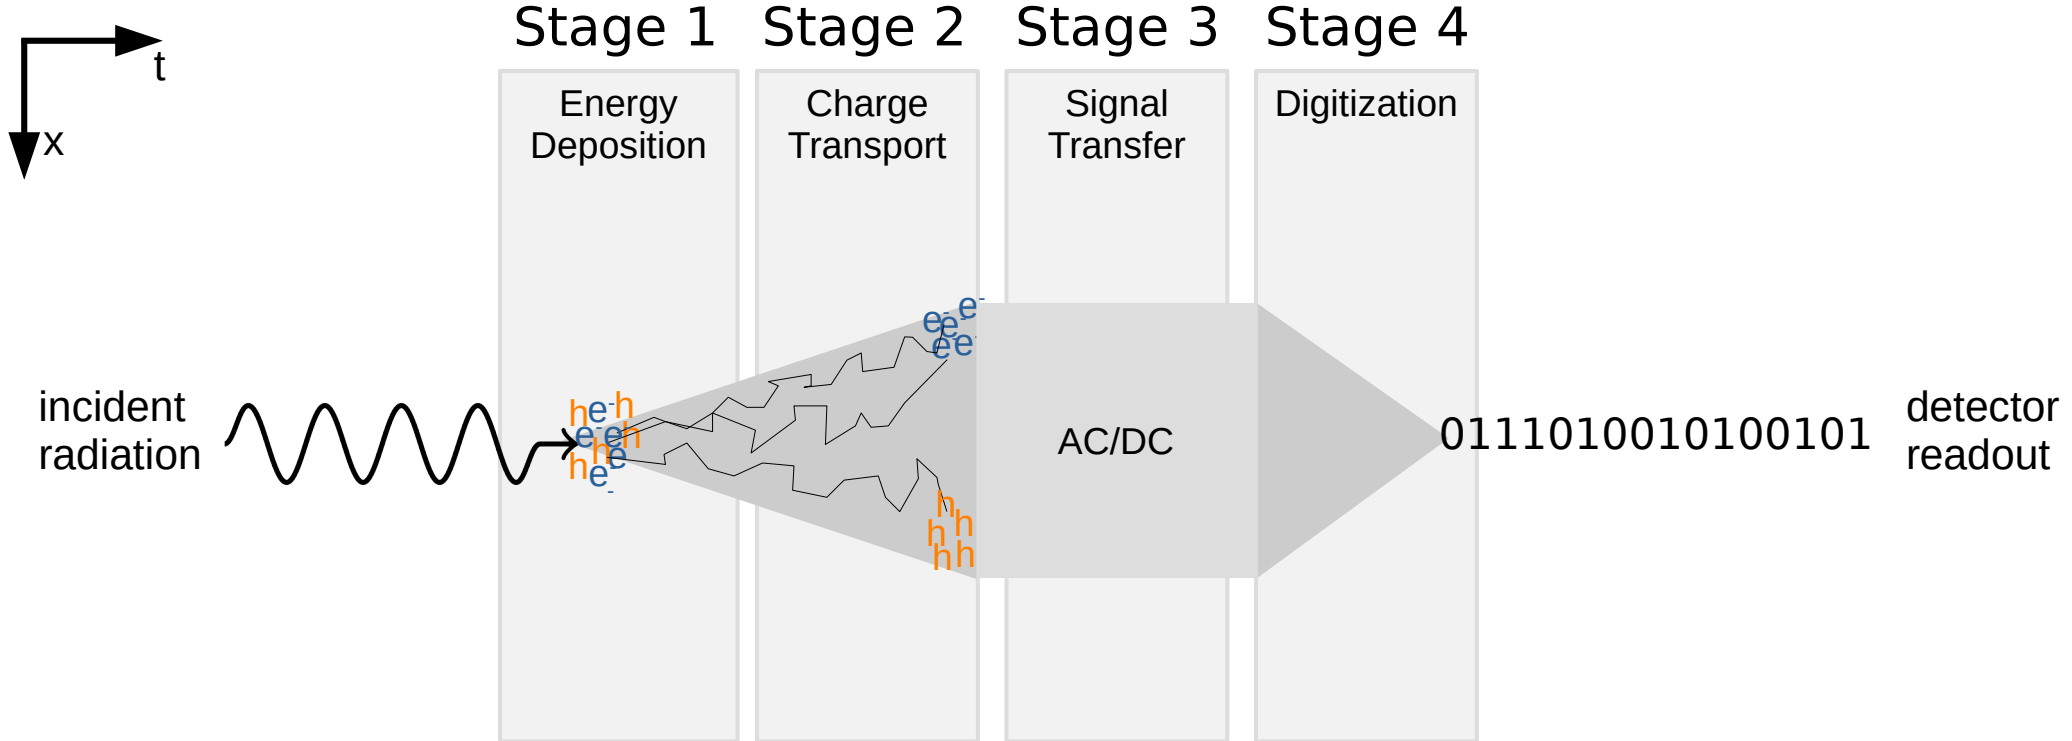 Stage 1
Stage 2
Stage 3
Stage 4
t
x
Energy
Deposition
Charge
Transport
Signal
Transfer
Digitization
incident
radiation
h e- h
e- e h
h e
h e-
e- e- e-
e- e-
h
h h
h h
AC/DC
0111010010100101
detector
readout